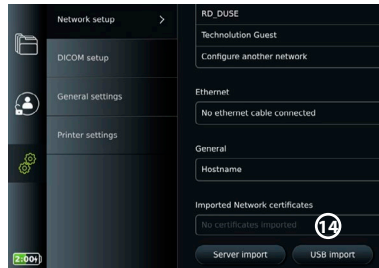 Network setup
DICOM setup
General settings
Printer settings
2:00
RD_DUSE
Technolution Guest
Configure another network
Ethernet
No ethernet cable connected
General
Hostname
Imported Network certificates
No certificates imported
14
Server import
USB import